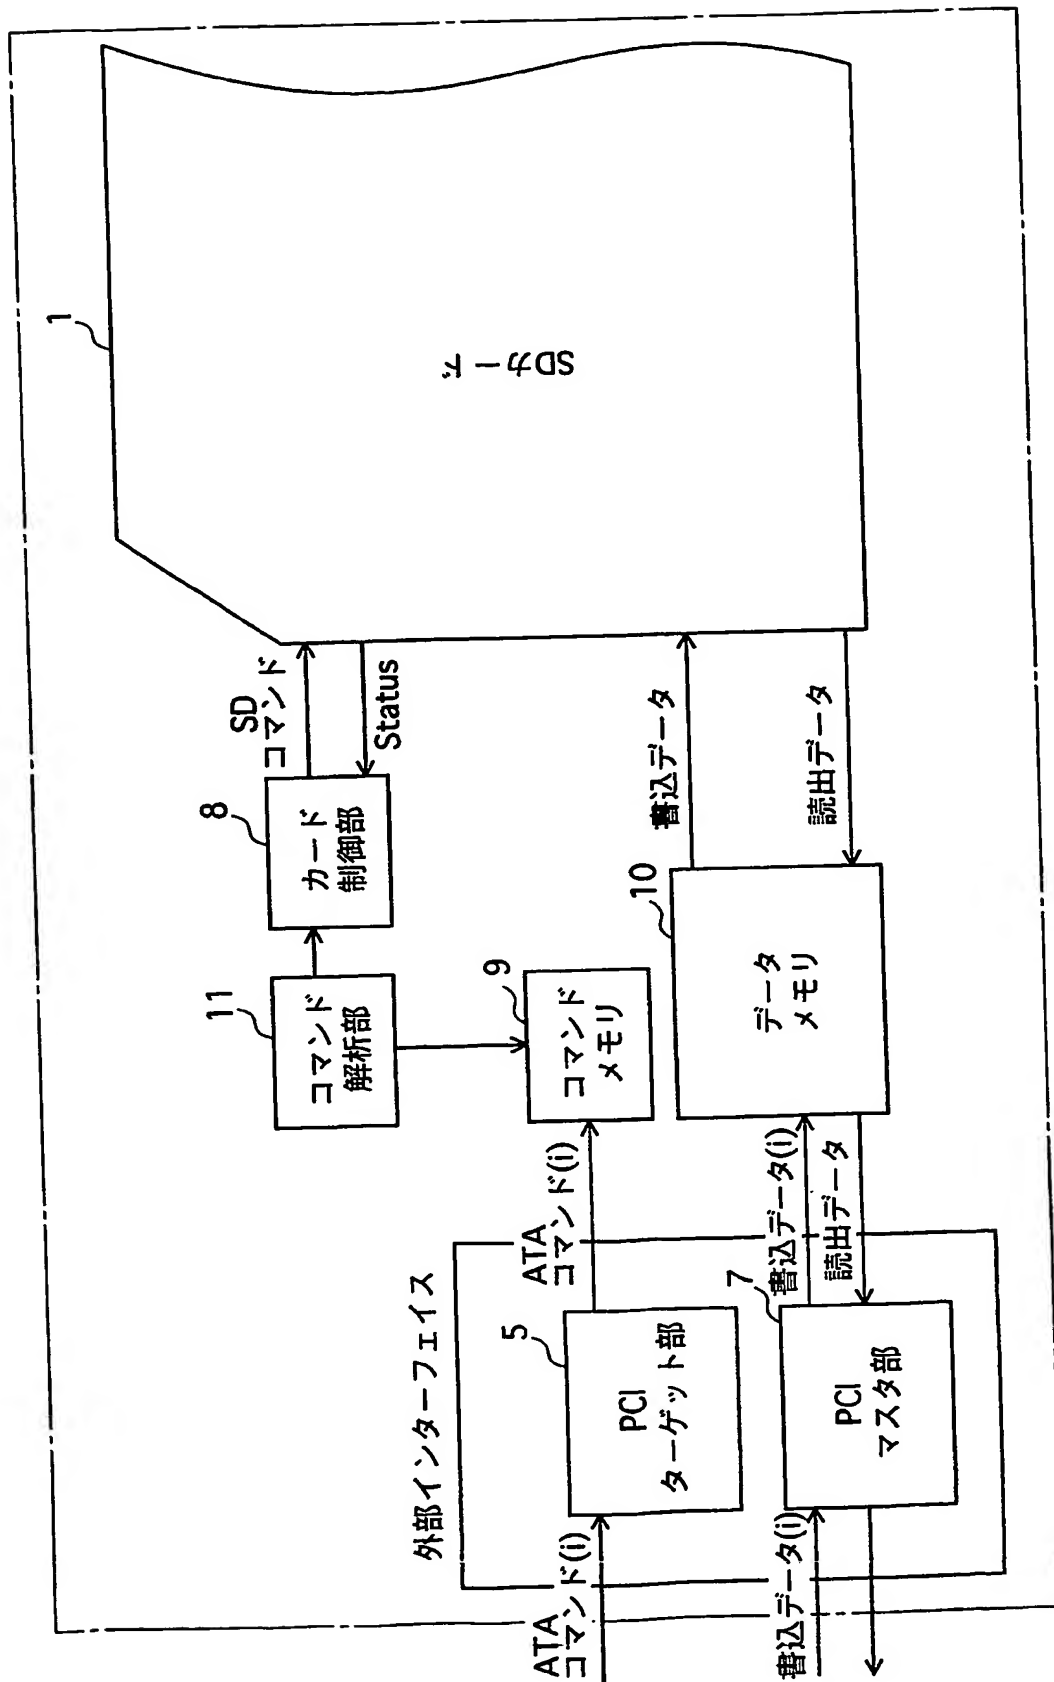 1
SDカード
SD
コマンド
Status
8
カード
制御部
11
コマンド
解析部
9
コマンド
メモリ
書込データ
読出データ
10
データ
メモリ
ATA
コマンド(i)
書込データ(i)
読出データ
外部インターフェイス
5
PCI
ターゲット部
7
PCI
マスタ部
ATA
コマンド(i)
書込データ(i)